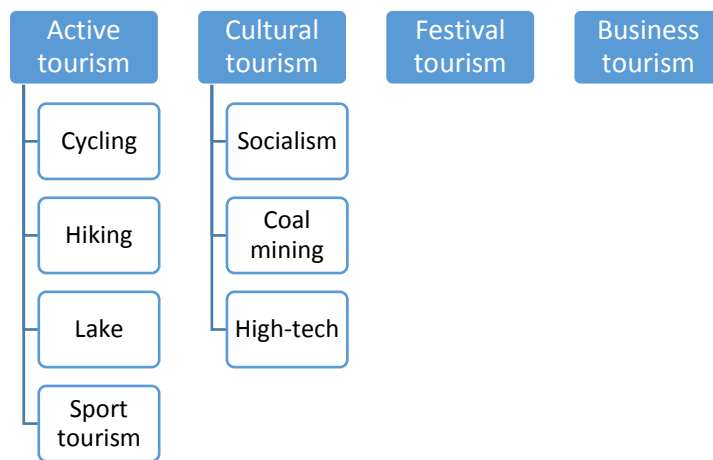 Active
tourism
Cycling
Hiking
Lake
Sport
tourism
Cultural
tourism
Socialism
Coal
mining
High-tech
Festival
tourism
Business
tourism